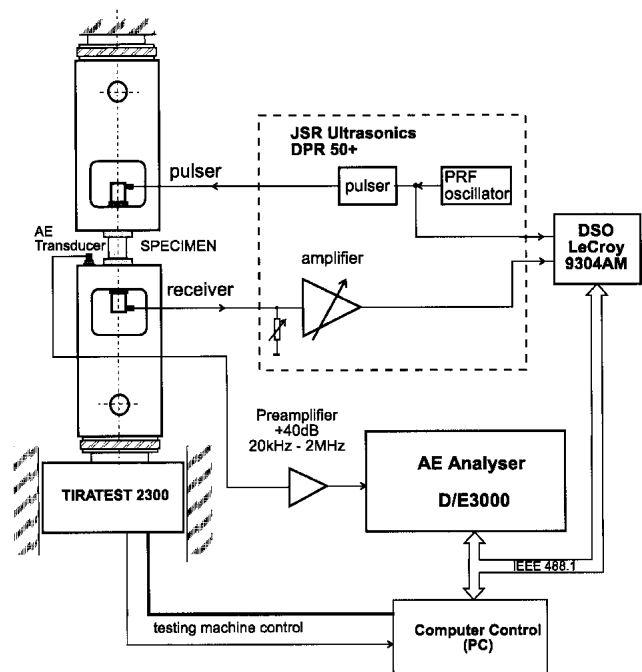 JSR Ultrasonics
DPR 50+
pulser
pulser
PRF
oscillator
AE
Transducer
SPECIMEN
DSO
LeCroy
9304AM
amplifier
receiver
Preamplifier
+40dB
20kHz - 2MHz
AE Analyser
D/E3000
TIRATEST 2300
IEEE 488.1
testing machine control
Computer Control
(PC)